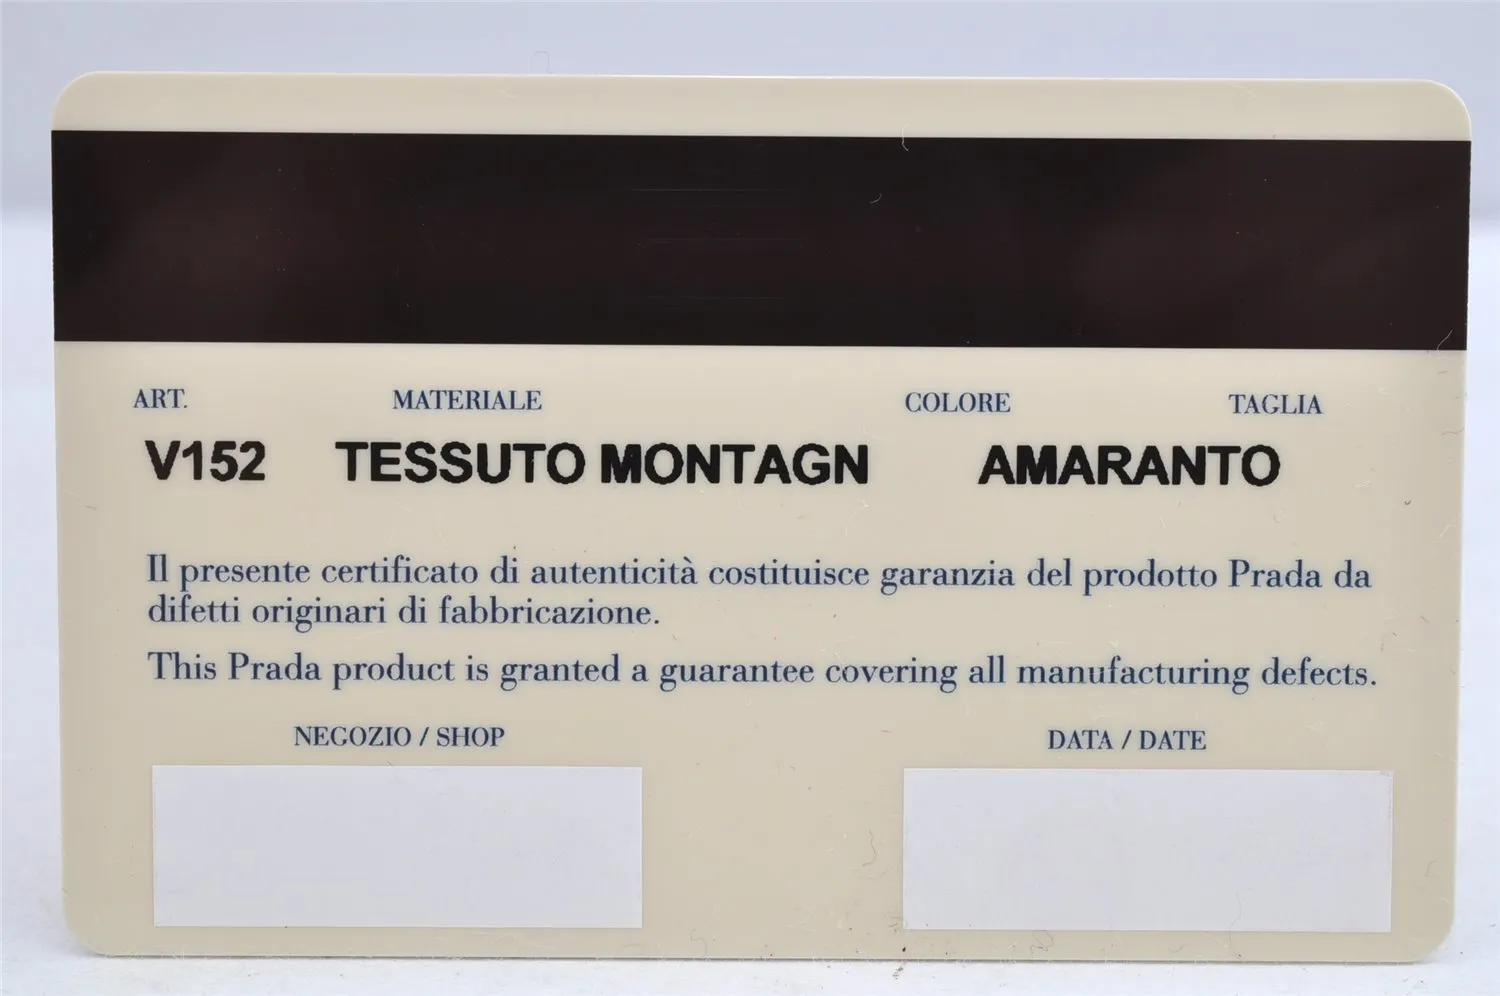 ART. MATERIALE COLORE TAGLIA
V152 TESSUTO MONTAGN AMARANTO
Il presente certificato di autenticità costituisce garanzia del prodotto Prada da
difetti originari di fabbricazione.
This Prada product is granted a guarantee covering all manufacturing defects.
NEGOZIO / SHOP DATA / DATE